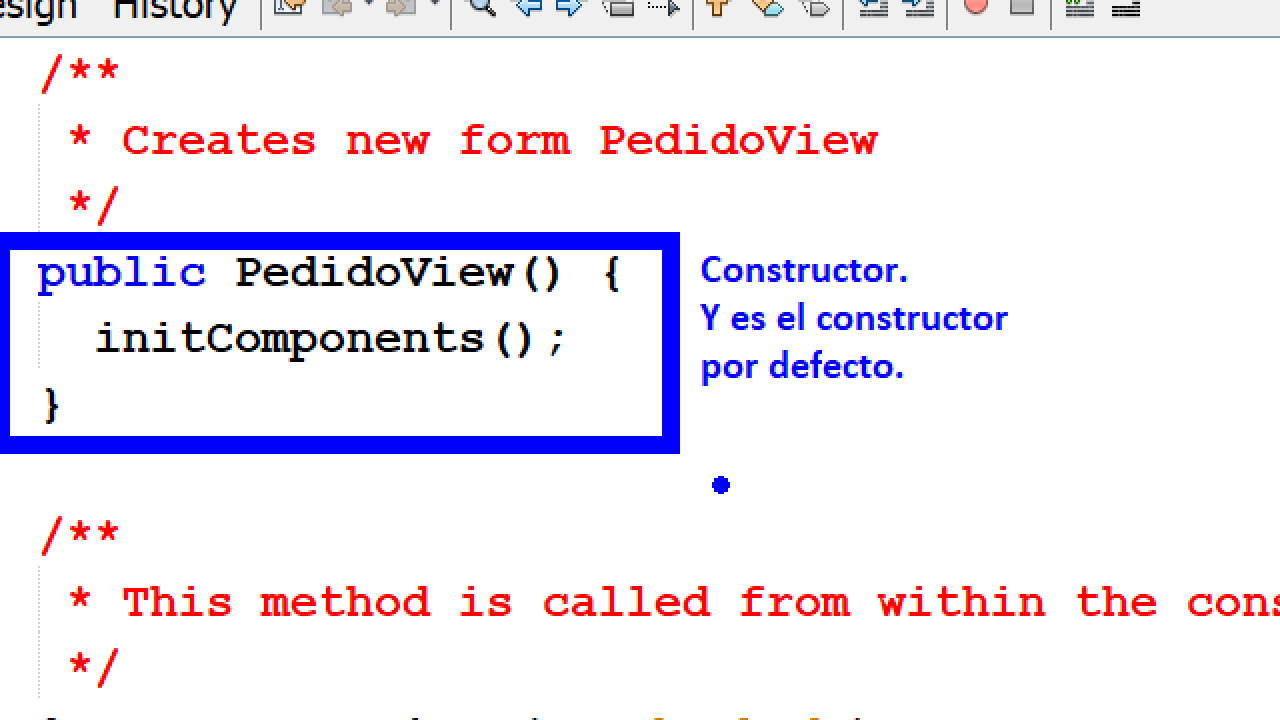 esign History
/**
* Creates new form PedidoView
*/
public PedidoView() {
Constructor.
Y es el constructor
por defecto.
initComponents();
}
/**
* This method is called from within the cons
*/